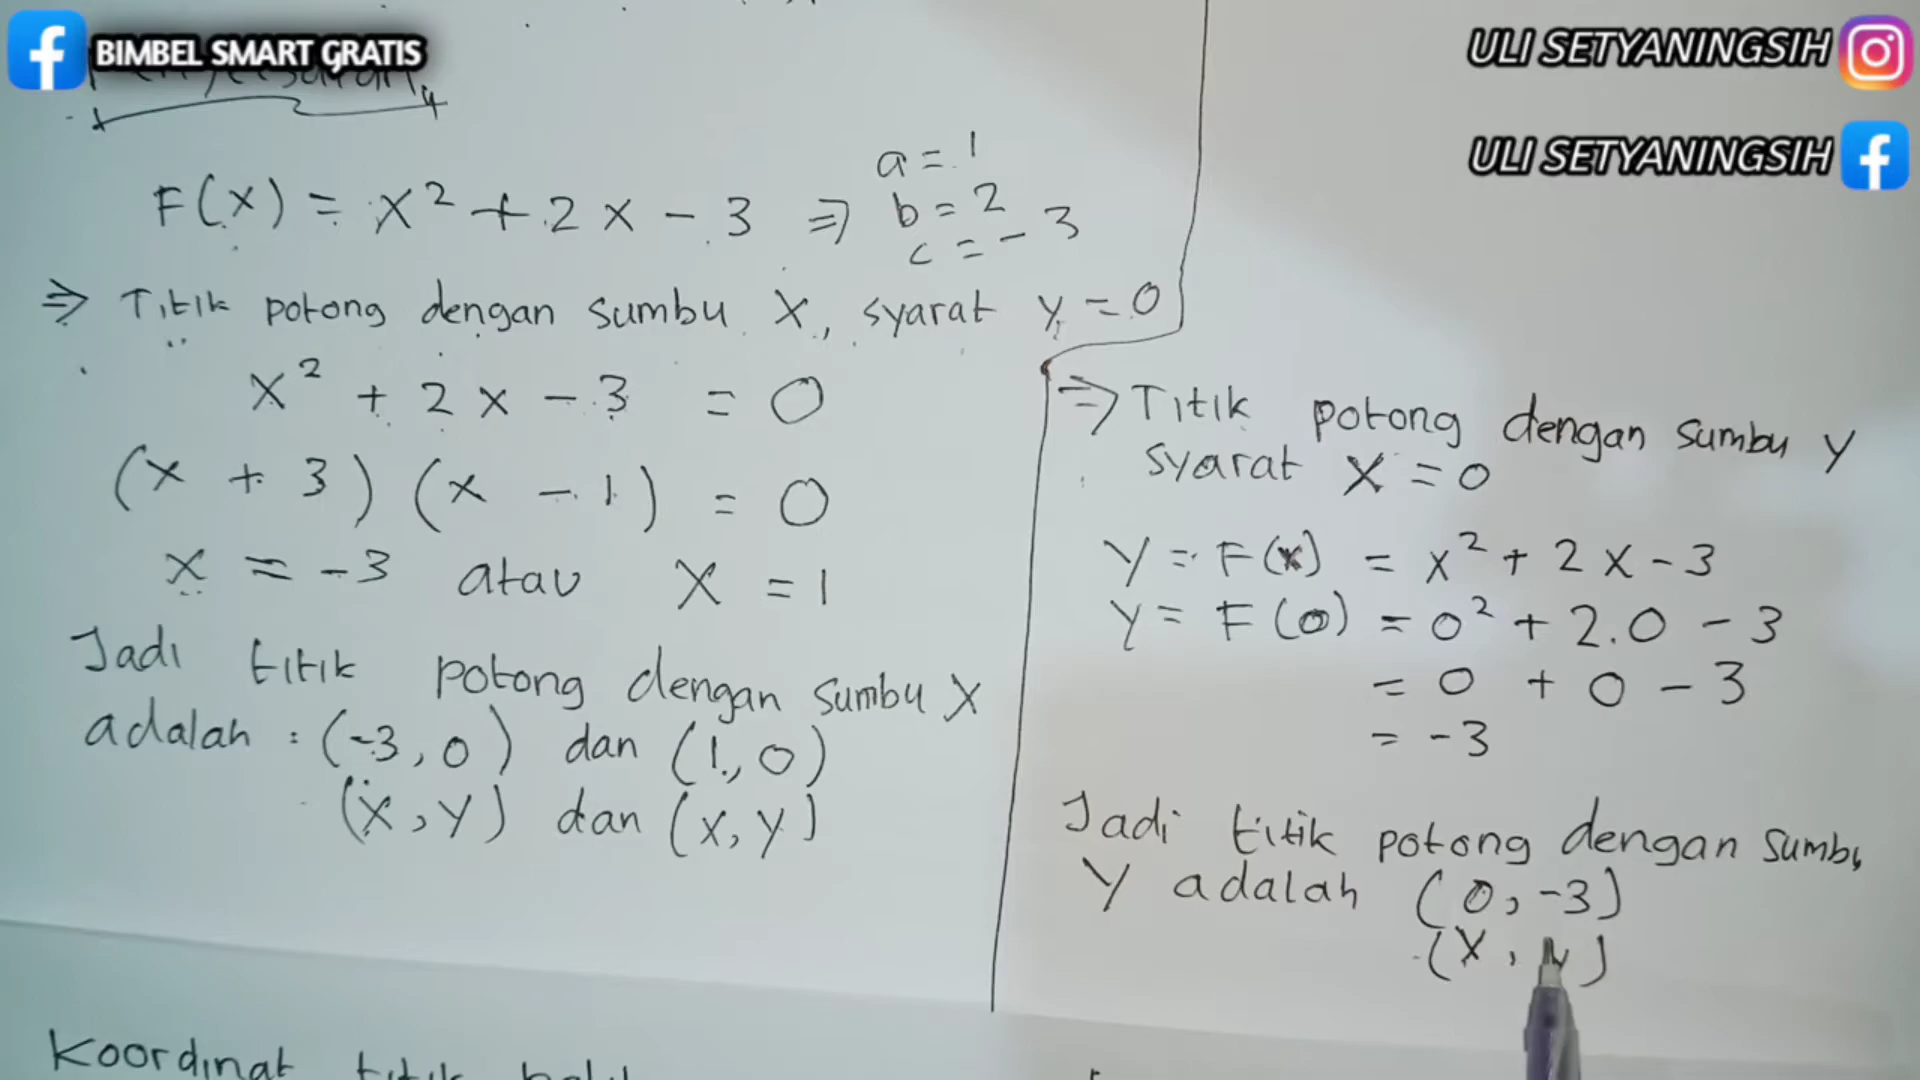 BIMBEL SMART GRATIS
ULI SETYANINGSIH
ULI SETYANINGSIH
F(x) = x² + 2x - 3 ⇒ a = 1
b = 2
c = -3
⇒ Titik potong dengan sumbu X, syarat y = 0
x² + 2x - 3 = 0
(x + 3) (x - 1) = 0
x = -3 atau x = 1
Jadi titik potong dengan sumbu X
adalah : (-3, 0) dan (1, 0)
(x, y) dan (x, y)
⇒ Titik potong dengan sumbu y
syarat x = 0
y = F(x) = x² + 2x - 3
y = F(0) = 0² + 2.0 - 3
= 0 + 0 - 3
= -3
Jadi titik potong dengan sumbu
Y adalah (0, -3)
(x, y)
Koordinat titik